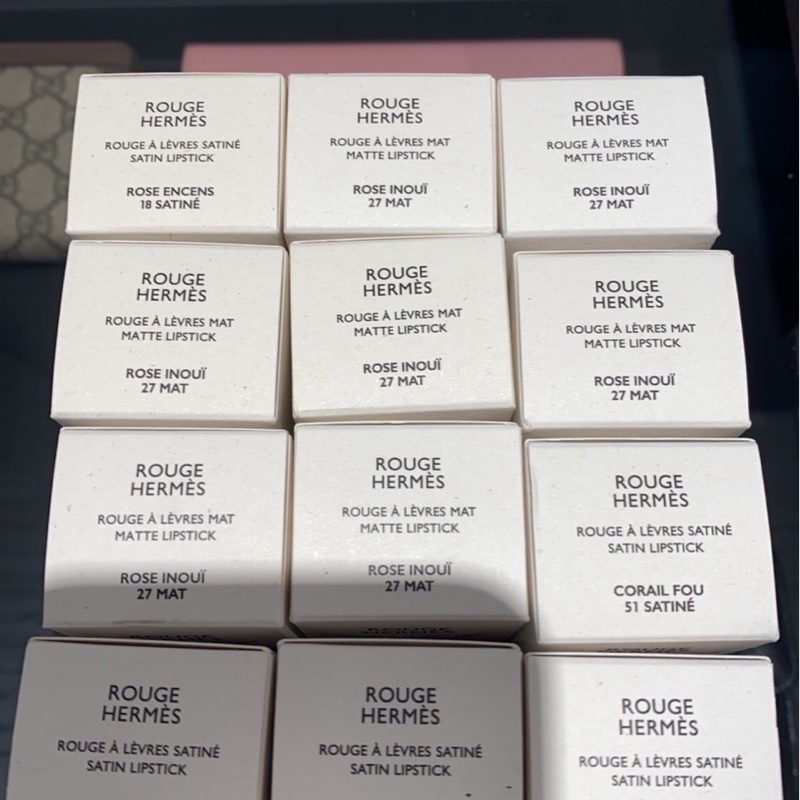 ROUGE
HERMÈS
ROUGE À LÈVRES SATINÉ
SATIN LIPSTICK
ROSE ENCENS
18 SATINÉ
ROUGE
HERMÈS
ROUGE À LÈVRES MAT
MATTE LIPSTICK
ROSE INOUÏ
27 MAT
ROUGE
HERMÈS
ROUGE À LÈVRES MAT
MATTE LIPSTICK
ROSE INOUÏ
27 MAT
ROUGE
HERMÈS
ROUGE À LÈVRES MAT
MATTE LIPSTICK
ROSE INOUÏ
27 MAT
ROUGE
HERMÈS
ROUGE À LÈVRES MAT
MATTE LIPSTICK
ROSE INOUÏ
27 MAT
ROUGE
HERMÈS
ROUGE À LÈVRES MAT
MATTE LIPSTICK
ROSE INOUÏ
27 MAT
ROUGE
HERMÈS
ROUGE À LÈVRES MAT
MATTE LIPSTICK
ROSE INOUÏ
27 MAT
ROUGE
HERMÈS
ROUGE À LÈVRES MAT
MATTE LIPSTICK
ROSE INOUÏ
27 MAT
ROUGE
HERMÈS
ROUGE À LÈVRES SATINÉ
SATIN LIPSTICK
CORAIL FOU
51 SATINÉ
ROUGE
HERMÈS
ROUGE À LÈVRES SATINÉ
SATIN LIPSTICK
ROUGE
HERMÈS
ROUGE À LÈVRES SATINÉ
SATIN LIPSTICK
ROUGE
HERMÈS
ROUGE À LÈVRES SATINÉ
SATIN LIPSTICK